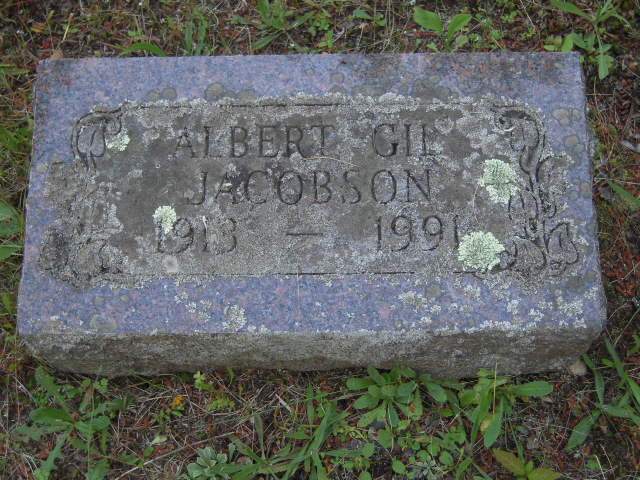 ALBERT GIL
JACOBSON
1913 — 1991